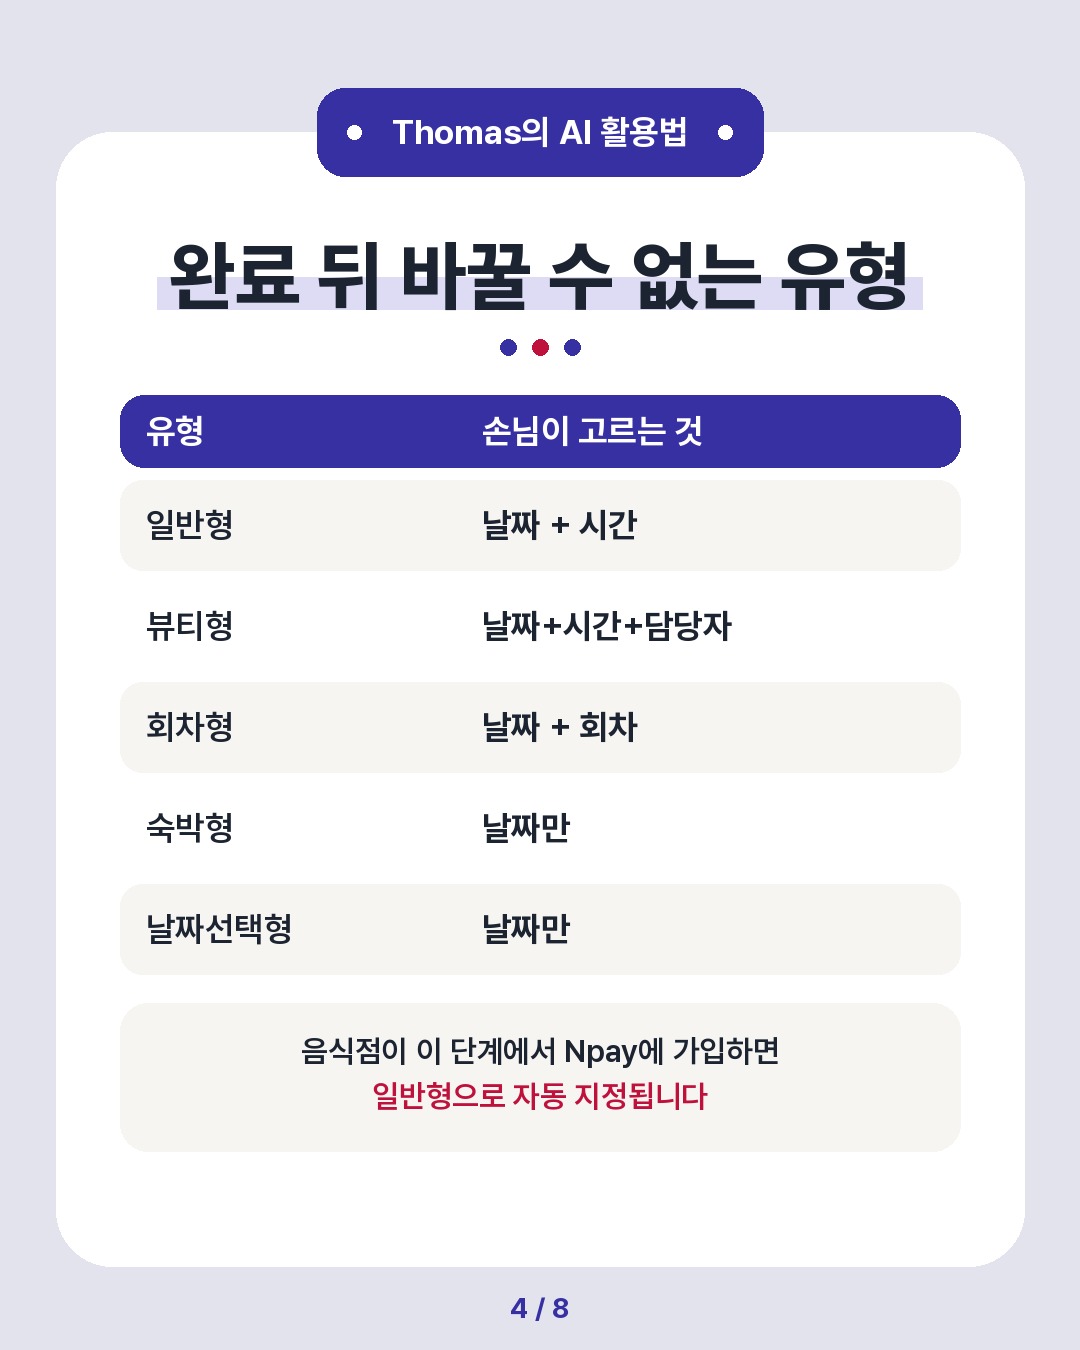 Thomas의 AI 활용법
완료 뒤 바꿀 수 없는 유형
유형 손님이 고르는 것
일반형 날짜 + 시간
뷰티형 날짜+시간+담당자
회차형 날짜 + 회차
숙박형 날짜만
날짜선택형 날짜만
음식점이 이 단계에서 Npay에 가입하면
일반형으로 자동 지정됩니다
4 / 8